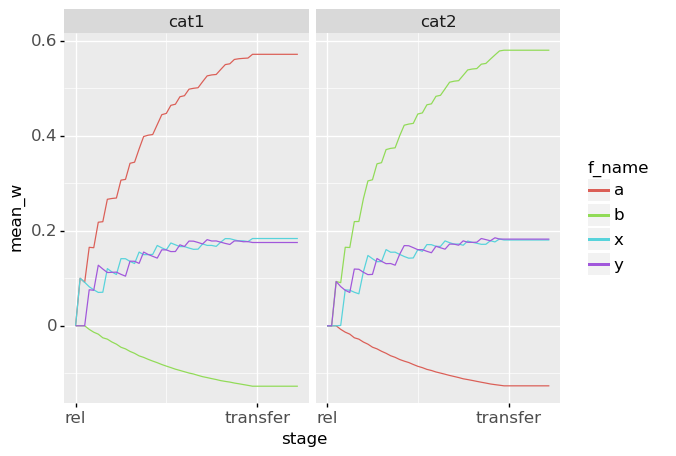 cat1 cat2
0.6
0.4
0.2
0
mean_w
rel transfer rel transfer
stage
f_name
a
b
x
y